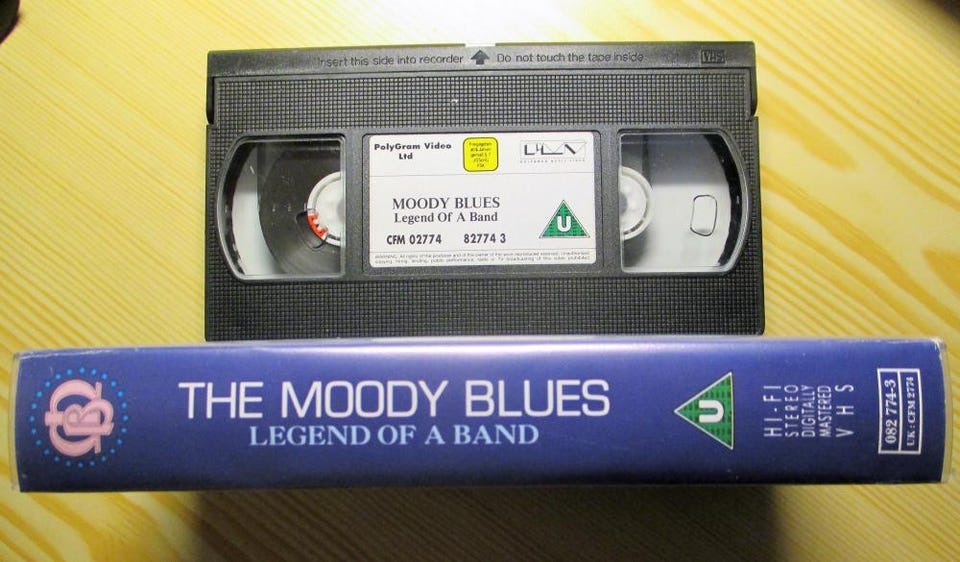 Insert this side into recorder Do not touch the tape inside.
VHS
PolyGram Video
Ltd
MOODY BLUES
Legend Of A Band
U
CFM 02774 82774 3
THE MOODY BLUES
LEGEND OF A BAND
U
HI-FI
STEREO
DIGITALLY
MASTERED
VHS
082 774-3
UK:CFM2774